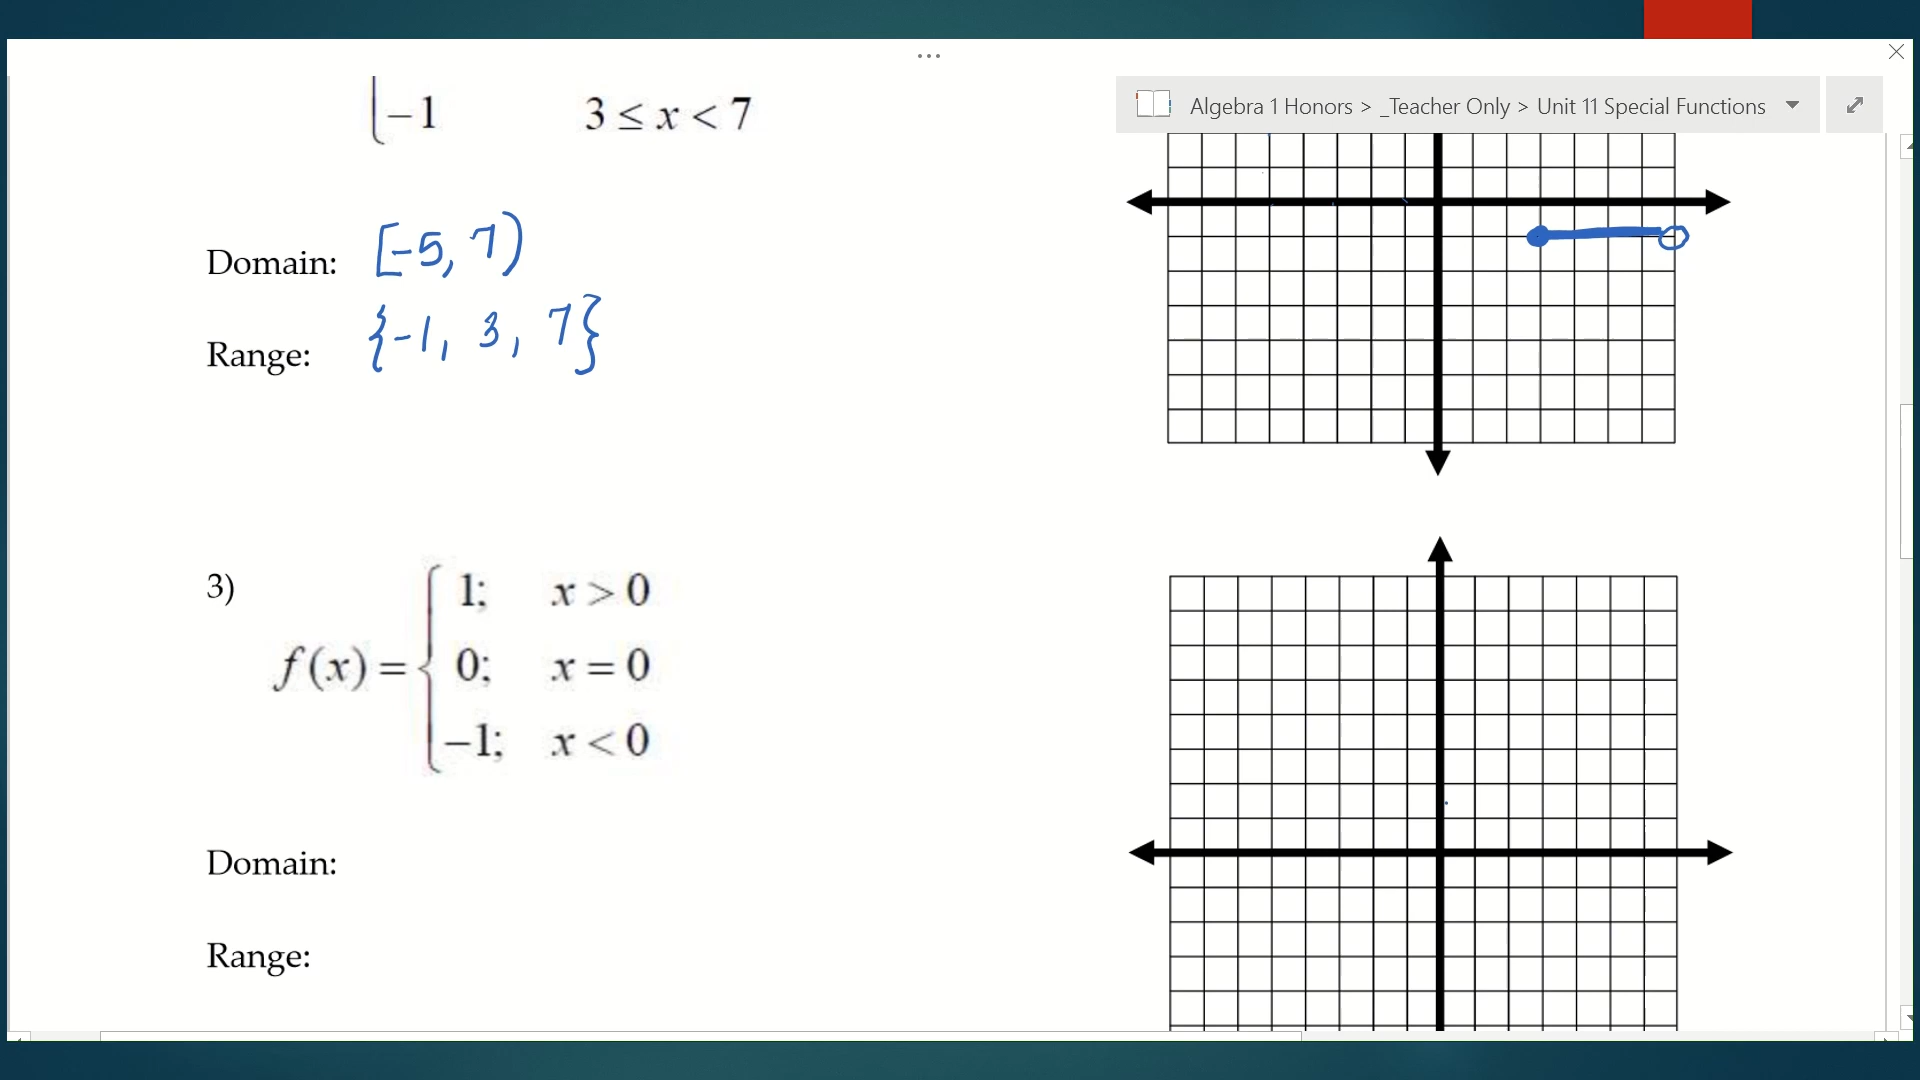 ...
-1 3 ≤ x < 7
Algebra 1 Honors > _Teacher Only > Unit 11 Special Functions
Domain: [-5, 7)
Range: {-1, 3, 7}
3)
1; x > 0
f(x) = { 0; x = 0
-1; x < 0
Domain:
Range: